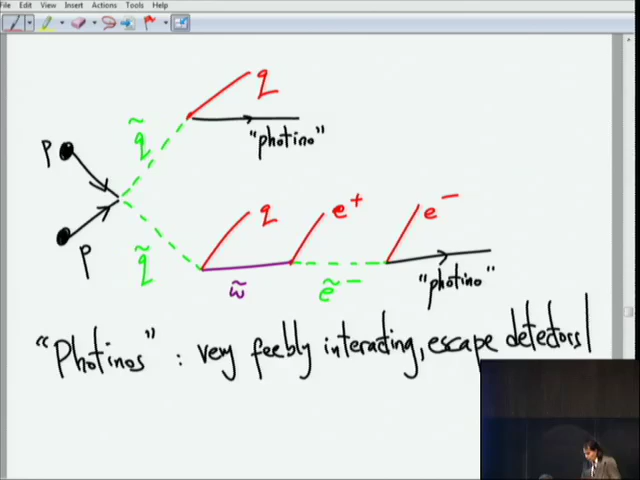 File Edit View Insert Actions Tools Help
q
q̃
"photino"
P
P
q
e+
e-
q̃
w̃
ẽ-
"photino"
"Photinos" : very feebly interacting, escape detectors